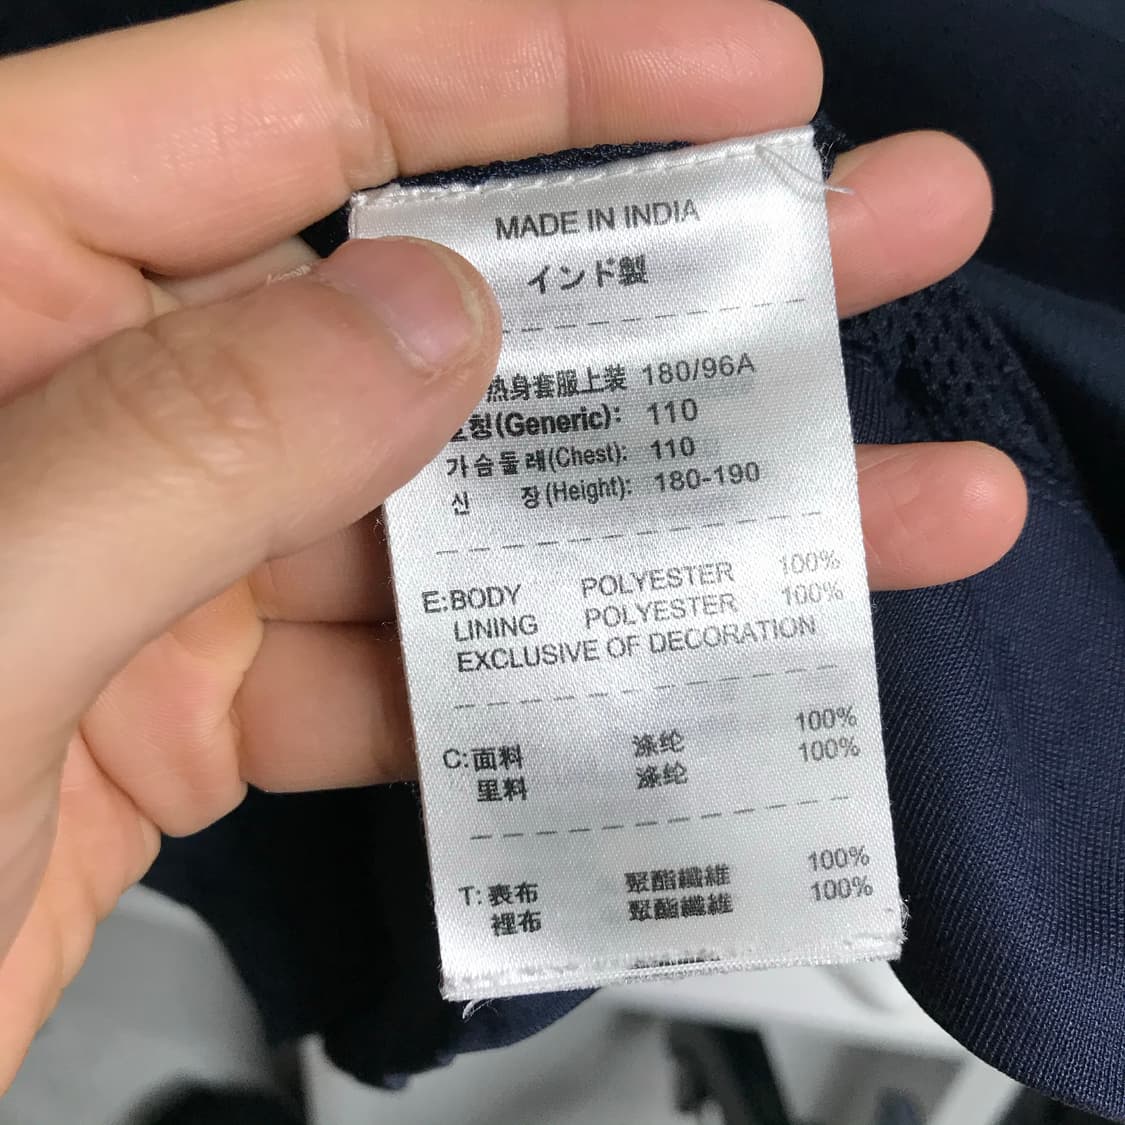 MADE IN INDIA
インド製
热身套服上装 180/96A
호칭(Generic): 110
가슴둘레(Chest): 110
신 장(Height): 180-190
E:BODY POLYESTER 100%
LINING POLYESTER 100%
EXCLUSIVE OF DECORATION
C:面料 涤纶 100%
里料 涤纶 100%
T:表布 聚酯纖維 100%
裡布 聚酯纖維 100%